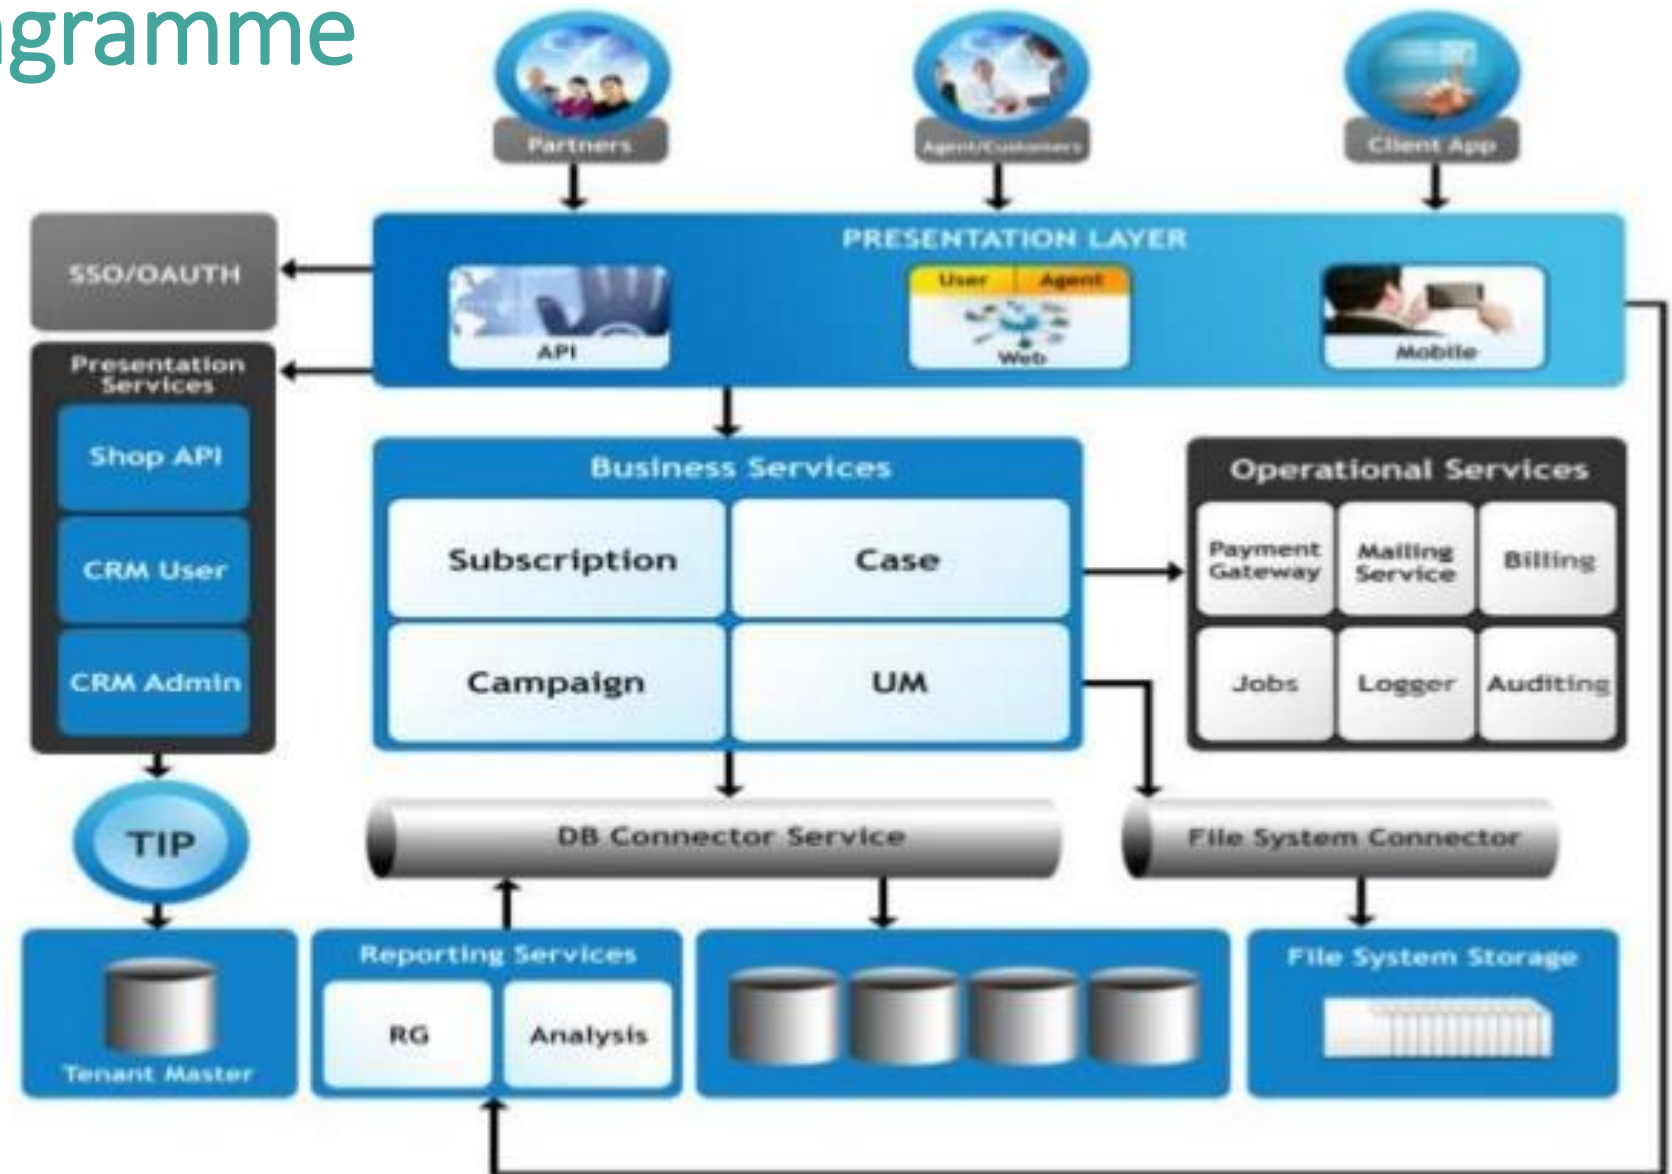 agramme
Partners
Agent/Customers
Client App
SSO/OAUTH
PRESENTATION LAYER
API
User Agent
Web
Mobile
Presentation
Services
Shop API
CRM User
CRM Admin
Business Services
Subscription
Case
Campaign
UM
Operational Services
Payment
Gateway
Mailing
Service
Billing
Jobs
Logger
Auditing
TIP
DB Connector Service
File System Connector
Tenant Master
Reporting Services
RG
Analysis
File System Storage